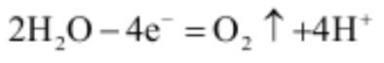 2H₂O − 4e⁻ = O₂ ↑ +4H⁺